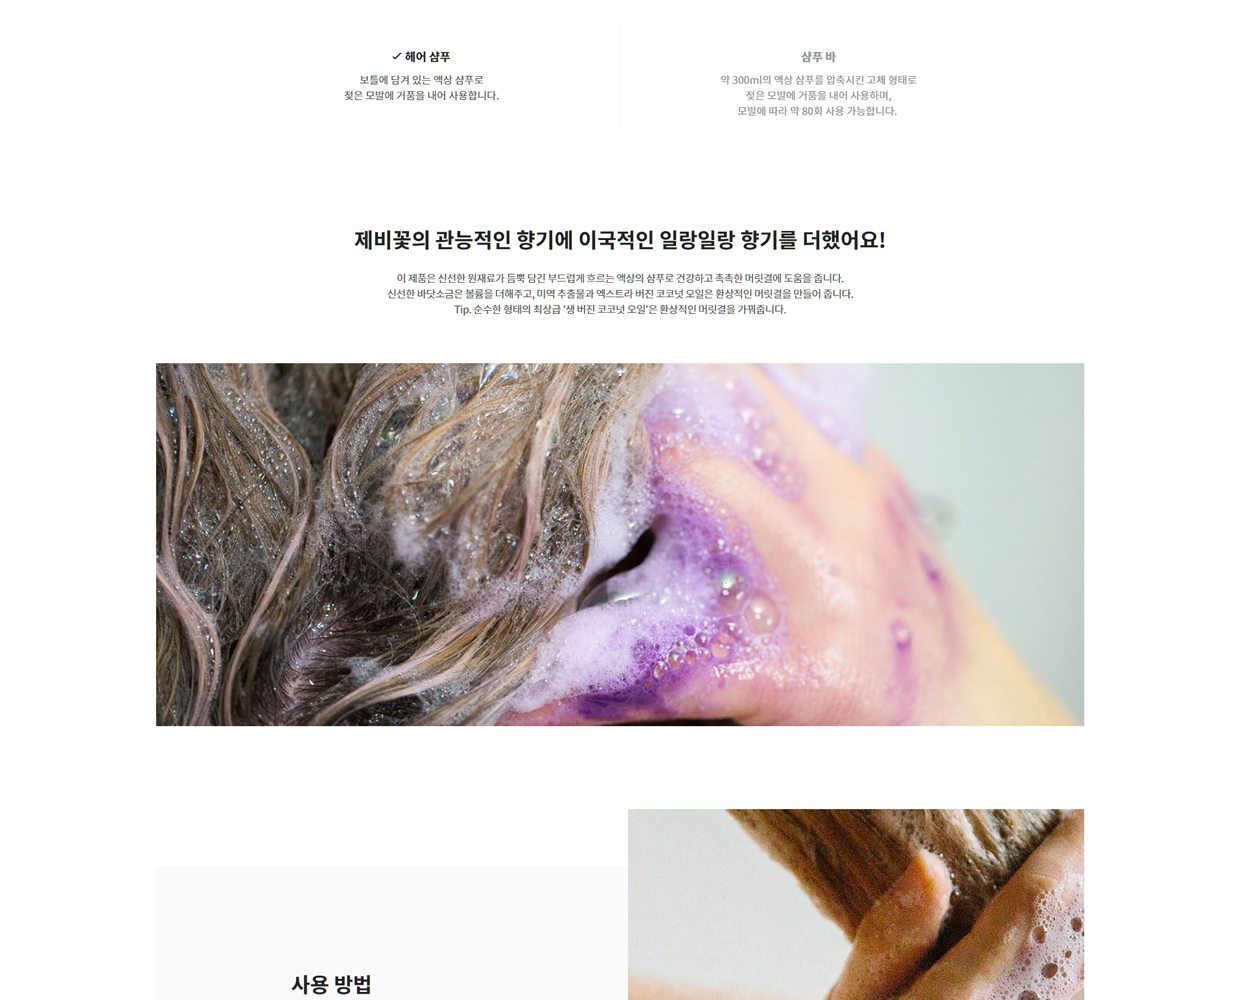 헤어 샴푸
보틀에 담겨 있는 액상 샴푸로
젖은 모발에 거품을 내어 사용합니다.
샴푸 바
약 300ml의 액상 샴푸를 압축시킨 고체 형태로
젖은 모발에 거품을 내어 사용하며,
모발에 따라 약 80회 사용 가능합니다.
제비꽃의 관능적인 향기에 이국적인 일랑일랑 향기를 더했어요!
이 제품은 신선한 원재료가 듬뿍 담긴 부드럽게 흐르는 액상의 샴푸로 건강하고 촉촉한 머릿결에 도움을 줍니다.
신선한 바닷소금은 볼륨을 더해주고, 미역 추출물과 엑스트라 버진 코코넛 오일은 환상적인 머릿결을 만들어 줍니다.
Tip. 순수한 형태의 최상급 '생 버진 코코넛 오일'은 환상적인 머릿결을 가꿔줍니다.
사용 방법